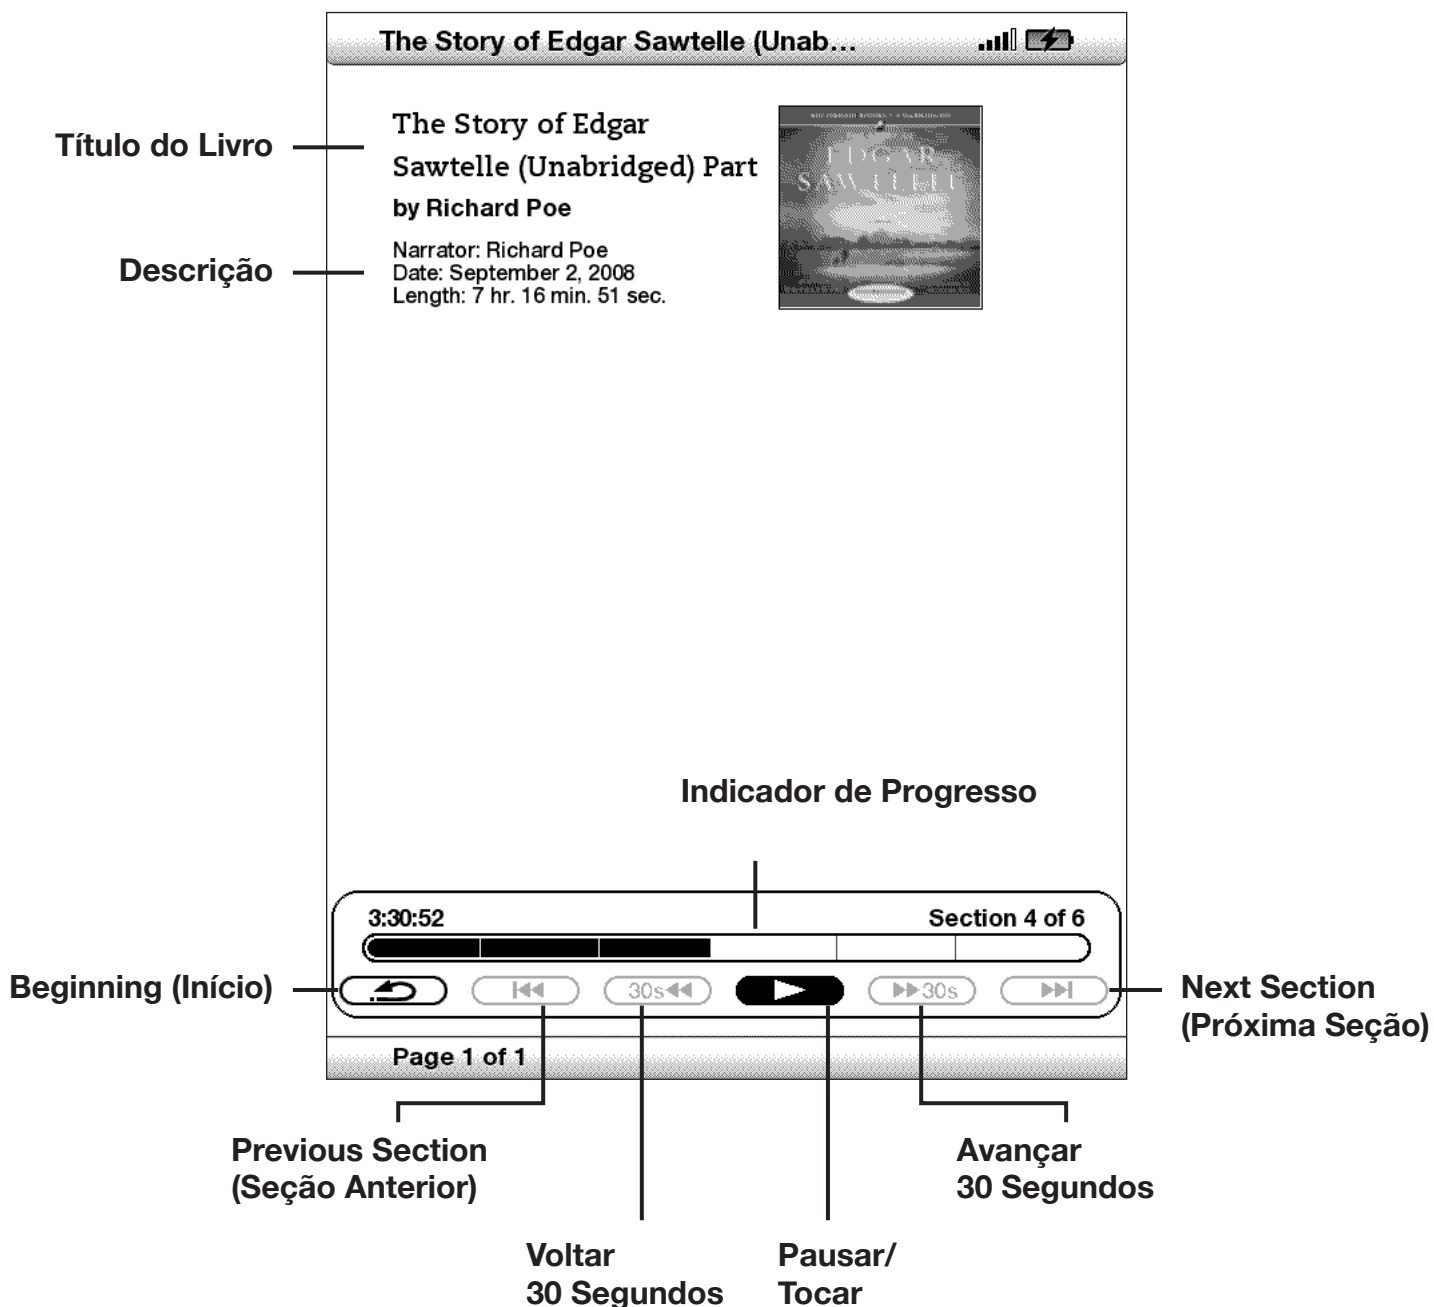 The Story of Edgar Sawtelle (Unab...
Título do Livro
The Story of Edgar
Sawtelle (Unabridged) Part
by Richard Poe
EDGAR
SAWTELLE
Descrição
Narrator: Richard Poe
Date: September 2, 2008
Length: 7 hr. 16 min. 51 sec.
Indicador de Progresso
3:30:52
Section 4 of 6
Beginning (Início)
30s
30s
Next Section
(Próxima Seção)
Page 1 of 1
Previous Section
(Seção Anterior)
Avançar
30 Segundos
Voltar
30 Segundos
Pausar/
Tocar